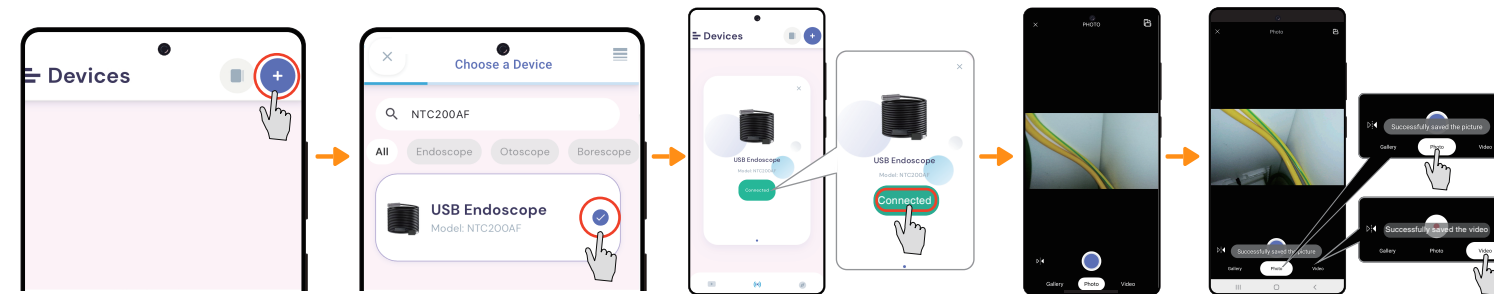 Devices
Choose a Device
NTC200AF
All Endoscope Otoscope Borescope
USB Endoscope
Model: NTC200AF
Devices
USB Endoscope
Model: NTC200AF
Connected
USB Endoscope
Model: NTC200AF
Connected
PHOTO
Gallery Photo Video
Photo
Successfully saved the picture
Gallery Photo Video
Successfully saved the picture
Gallery Photo Video
Successfully saved the video
Gallery Photo Video